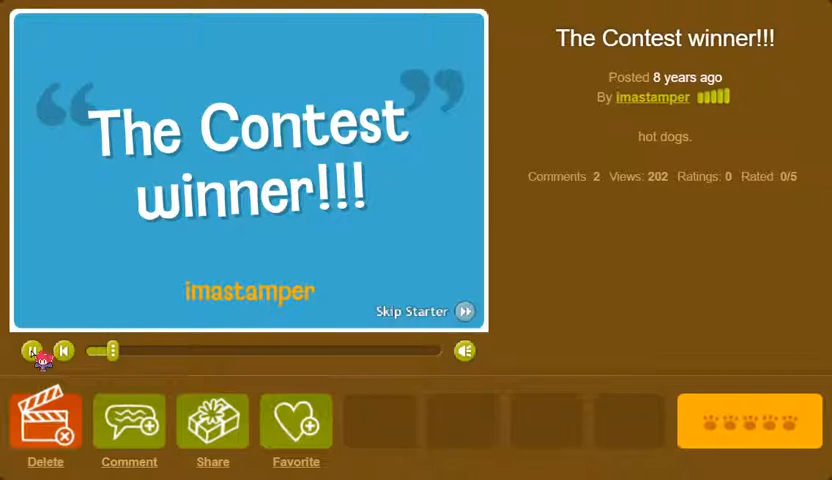 “The Contest winner!!!”
imastamper
Skip Starter
The Contest winner!!!
Posted 8 years ago
By imastamper
hot dogs.
Comments 2 Views: 202 Ratings: 0 Rated 0/5
Delete
Comment
Share
Favorite